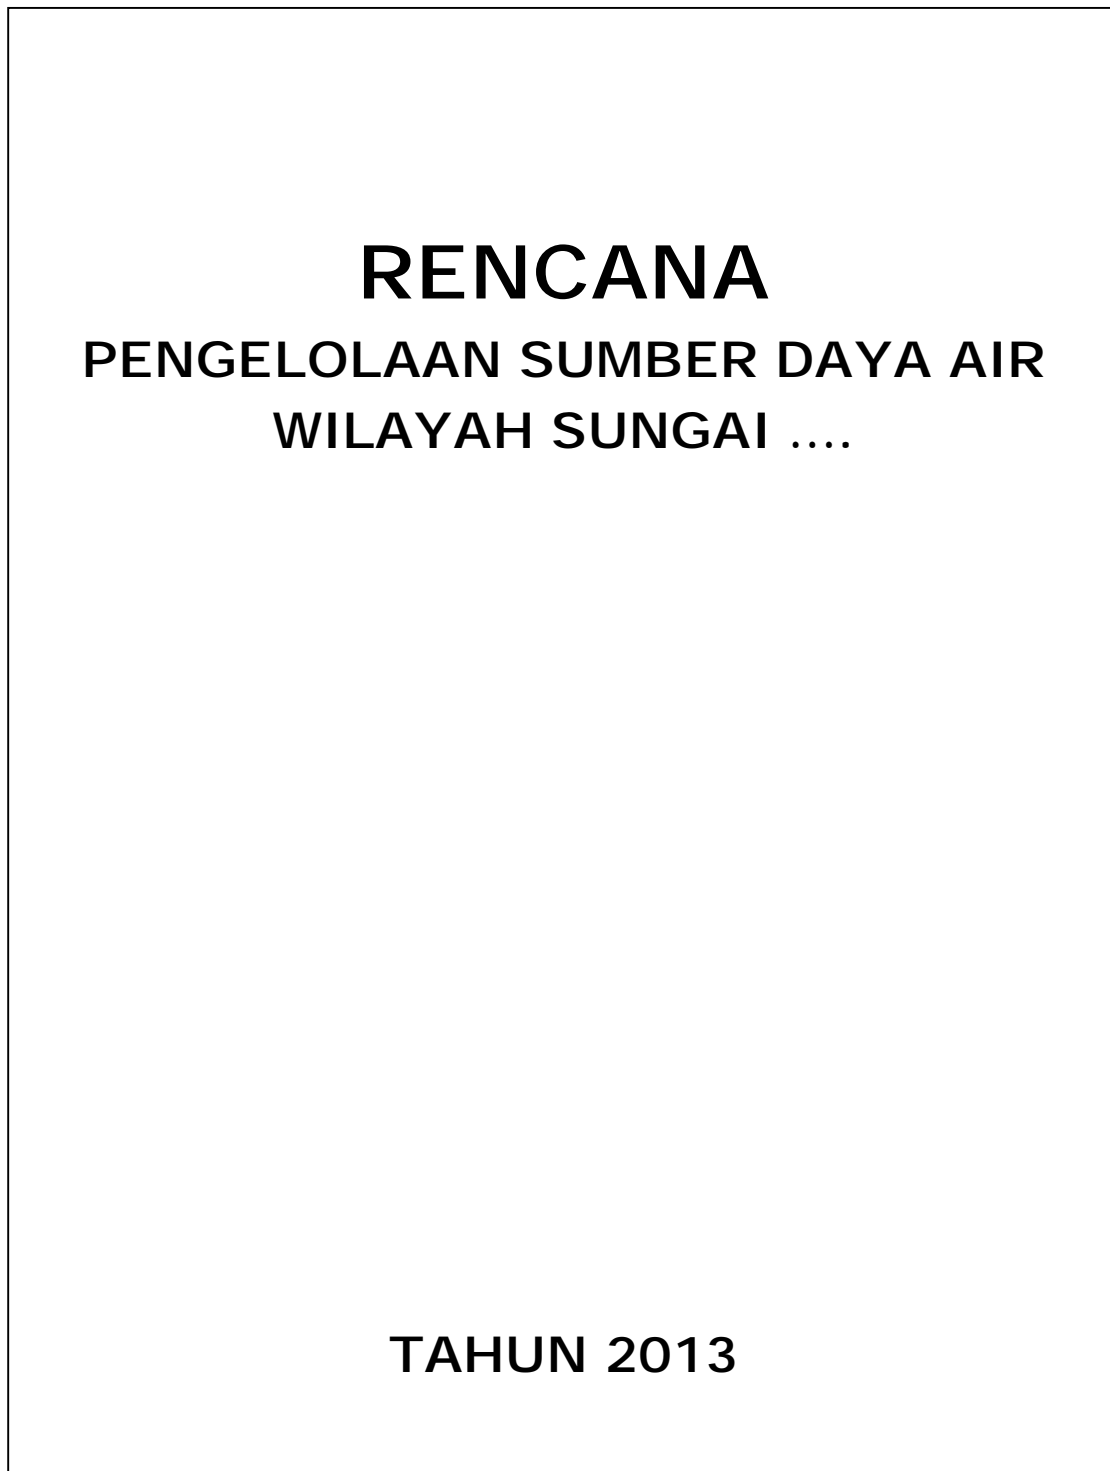 RENCANA
PENGELOLAAN SUMBER DAYA AIR
WILAYAH SUNGAI ....
TAHUN 2013